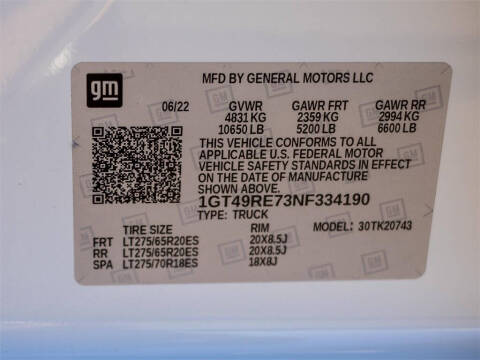 gm
MFD BY GENERAL MOTORS LLC
06/22 GVWR GAWR FRT GAWR RR
4831 KG 2359 KG 2994 KG
10650 LB 5200 LB 6600 LB
THIS VEHICLE CONFORMS TO ALL
APPLICABLE U.S. FEDERAL MOTOR
VEHICLE SAFETY STANDARDS IN EFFECT
ON THE DATE OF MANUFACTURE
SHOWN ABOVE.
1GT49RE73NF334190
TYPE: TRUCK MODEL: 30TK20743
TIRE SIZE RIM
FRT LT275/65R20ES 20X8.5J
RR LT275/65R20ES 20X8.5J
SPA LT275/70R18ES 18X8J